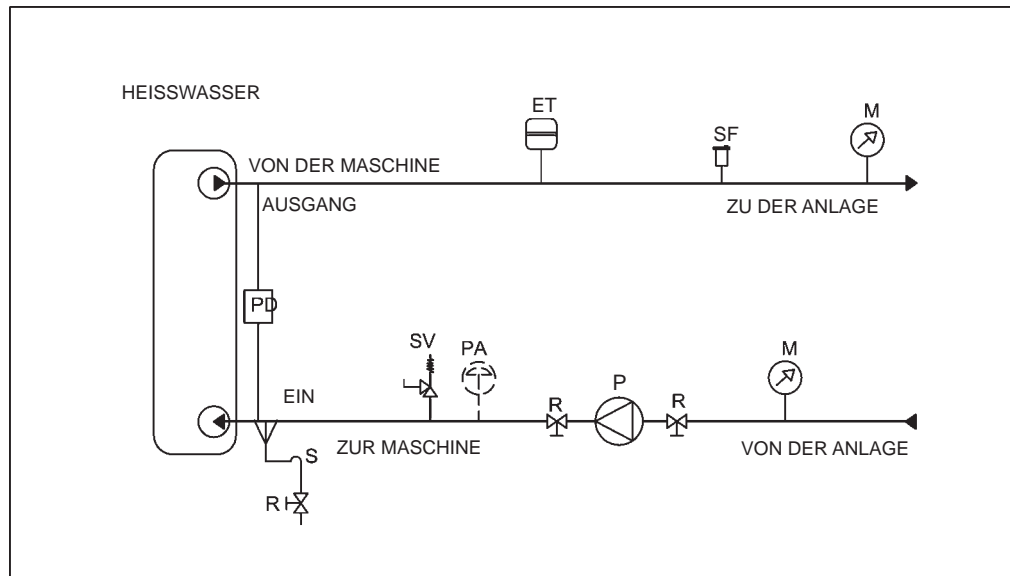 HEISSWASSER
ET
SF
M
VON DER MASCHINE
AUSGANG
ZU DER ANLAGE
PD
SV
PA
M
EIN
R
P
R
ZUR MASCHINE
VON DER ANLAGE
S
R